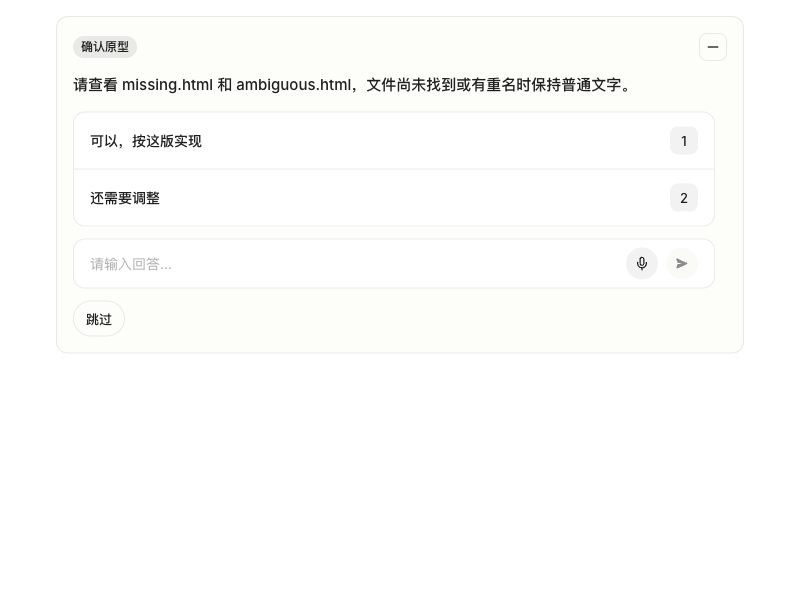 确认原型
请查看 missing.html 和 ambiguous.html，文件尚未找到或有重名时保持普通文字。
可以，按这版实现
1
还需要调整
2
请输入回答...
跳过